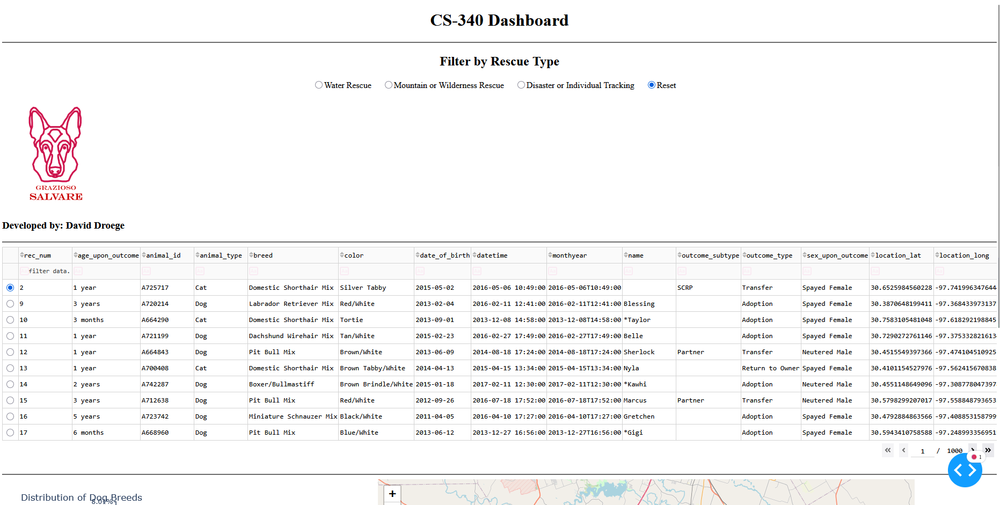 CS-340 Dashboard
Filter by Rescue Type
Water Rescue Mountain or Wilderness Rescue Disaster or Individual Tracking Reset
GRAZIOSO
SALVARE
Developed by: David Droege
rec_num age_upon_outcome animal_id animal_type breed color date_of_birth datetime monthyear name outcome_subtype outcome_type sex_upon_outcome location_lat location_long
Aa filter data. Aa Aa Aa Aa Aa Aa Aa Aa Aa Aa Aa Aa Aa Aa
2 1 year A725717 Cat Domestic Shorthair Mix Silver Tabby 2015-05-02 2016-05-06 10:49:00 2016-05-06T10:49:00 SCRP Transfer Spayed Female 30.6525984560228 -97.741996347644
9 3 years A720214 Dog Labrador Retriever Mix Red/White 2013-02-04 2016-02-11 12:41:00 2016-02-11T12:41:00 Blessing Adoption Spayed Female 30.3870648199411 -97.368433973137
10 3 months A664290 Cat Domestic Shorthair Mix Tortie 2013-09-01 2013-12-08 14:58:00 2013-12-08T14:58:00 *Taylor Adoption Spayed Female 30.7583105481048 -97.618292198845
11 1 year A721199 Dog Dachshund Wirehair Mix Tan/White 2015-02-23 2016-02-27 17:49:00 2016-02-27T17:49:00 Belle Adoption Spayed Female 30.7290272761146 -97.375332821613
12 1 year A664843 Dog Pit Bull Mix Brown/White 2013-06-09 2014-08-18 17:24:00 2014-08-18T17:24:00 Sherlock Partner Transfer Neutered Male 30.4515549397366 -97.474104510925
13 1 year A700408 Cat Domestic Shorthair Mix Brown Tabby/White 2014-04-13 2015-04-15 13:34:00 2015-04-15T13:34:00 Nyla Return to Owner Spayed Female 30.4101154527976 -97.562415670838
14 2 years A742287 Dog Boxer/Bullmastiff Brown Brindle/White 2015-01-18 2017-02-11 12:30:00 2017-02-11T12:30:00 *Kawhi Adoption Neutered Male 30.4551148649096 -97.308778047397
15 3 years A712638 Dog Pit Bull Mix Red/White 2012-09-26 2016-07-18 17:52:00 2016-07-18T17:52:00 Marcus Partner Transfer Neutered Male 30.5798299207017 -97.558848793653
16 5 years A723742 Dog Miniature Schnauzer Mix Black/White 2011-04-05 2016-04-10 17:27:00 2016-04-10T17:27:00 Gretchen Adoption Spayed Female 30.4792884863566 -97.408853158799
17 6 months A668960 Dog Pit Bull Mix Blue/White 2013-06-12 2013-12-27 16:56:00 2013-12-27T16:56:00 *Gigi Adoption Spayed Female 30.5943410758588 -97.248993356951
1 / 1000
1
Distribution of Dog Breeds
8.01%
+